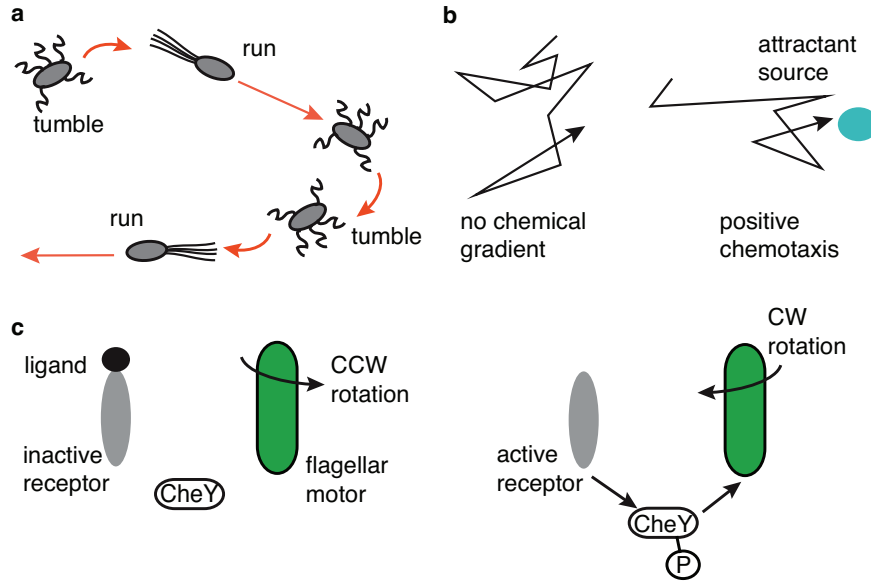 a
run
tumble
run
tumble
b
attractant
source
no chemical
gradient
positive
chemotaxis
c
ligand
inactive
receptor
CheY
CCW
rotation
flagellar
motor
active
receptor
CheY
P
CW
rotation